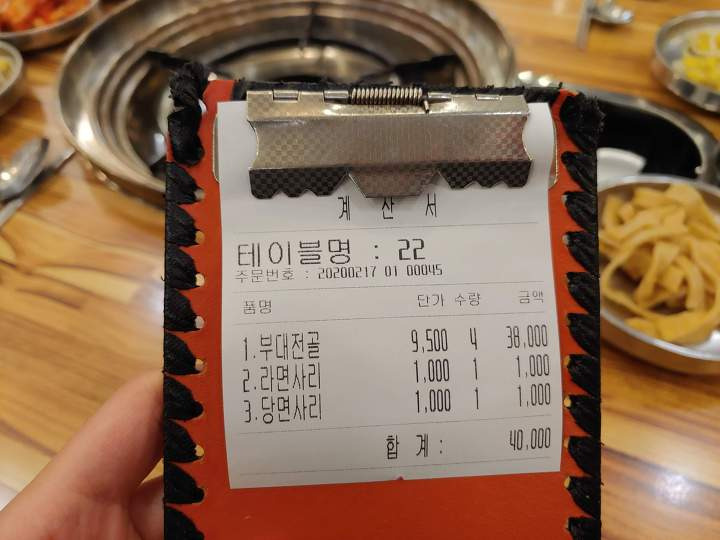 계 산 서
테이블명 : 22
주문번호 : 20200217 01 00045
품명 단가 수량 금액
1.부대전골 9,500 4 38,000
2.라면사리 1,000 1 1,000
3.당면사리 1,000 1 1,000
합 계: 40,000